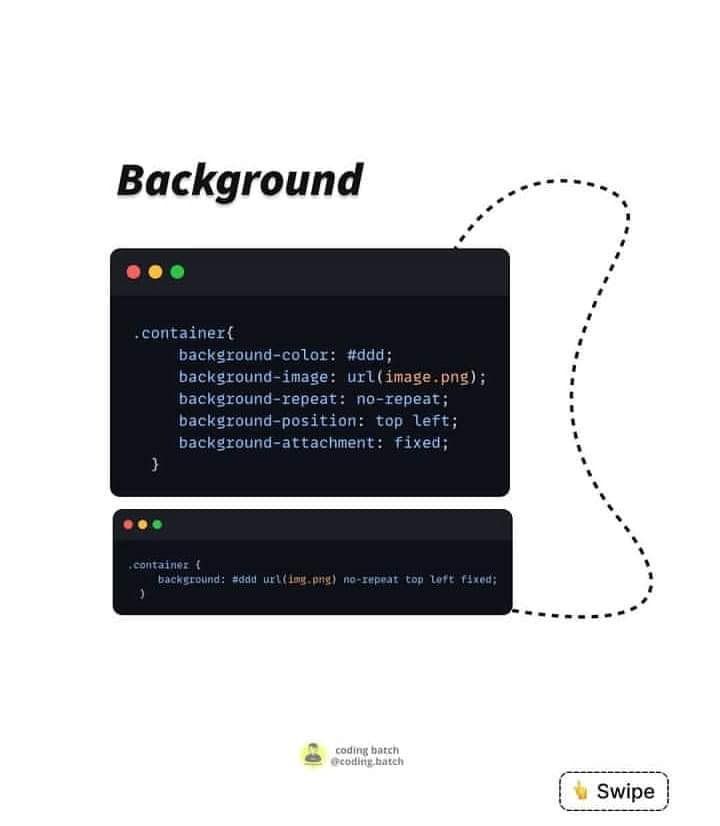 Background
.container{
background-color: #ddd;
background-image: url(image.png);
background-repeat: no-repeat;
background-position: top left;
background-attachment: fixed;
}
.container {
background: #ddd url(img.png) no-repeat top left fixed;
}
coding batch
@coding.batch
Swipe